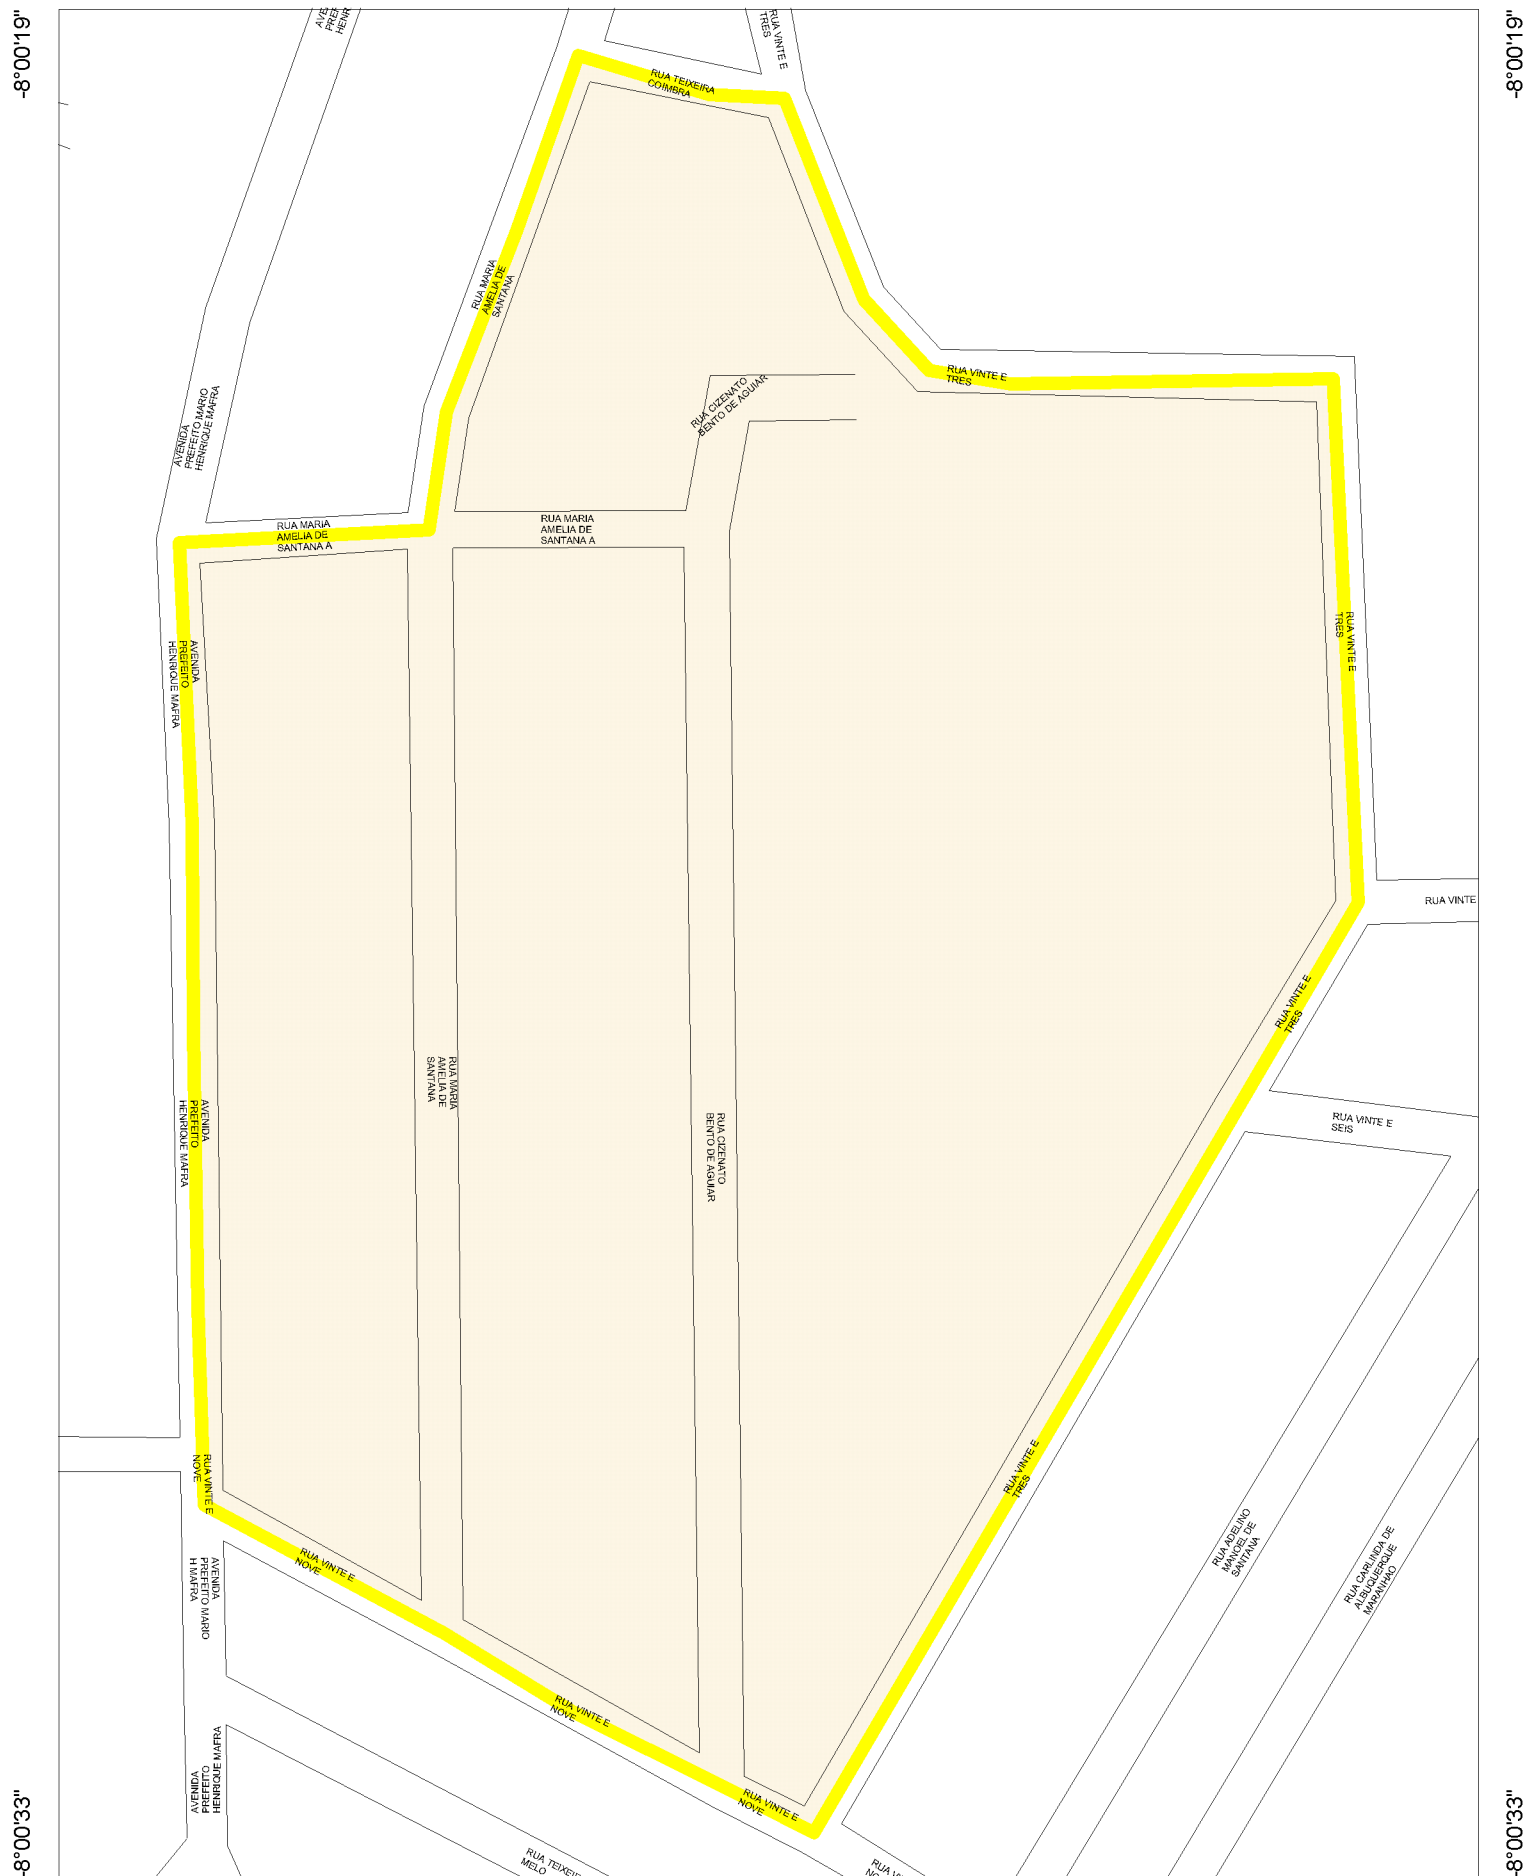 -8°00'19"
-8°00'19"
RUA VINTE E
TRES
RUA TEIXEIRA
COIMBRA
RUA MARIA
AMELIA DE
SANTANA
RUA VINTE E
TRES
RUA CIZENATO
BENTO DE AGUIAR
AVENIDA
PREFEITO MARIO
HENRIQUE MAFRA
RUA MARIA
AMELIA DE
SANTANA A
RUA MARIA
AMELIA DE
SANTANA A
AVENIDA
PREFEITO
HENRIQUE MAFRA
RUA VINTE E
TRES
RUA VINTE
RUA VINTE E
TRES
RUA MARIA
AMELIA DE
SANTANA
AVENIDA
PREFEITO
HENRIQUE MAFRA
RUA CIZENATO
BENTO DE AGUIAR
RUA VINTE E
SEIS
RUA VINTE E
TRES
RUA VINTE E
NOVE
RUA ADELINO
MANOEL DE
SANTANA
RUA CARLINDA DE
ALBUQUERQUE
MARANHAO
RUA VINTE E
NOVE
AVENIDA
PREFEITO MARIO
H MAFRA
RUA VINTE E
NOVE
AVENIDA
PREFEITO
HENRIQUE MAFRA
RUA VINTE E
NOVE
RUA TEIXEI
MELO
RUA
-8°00'33"
-8°00'33"